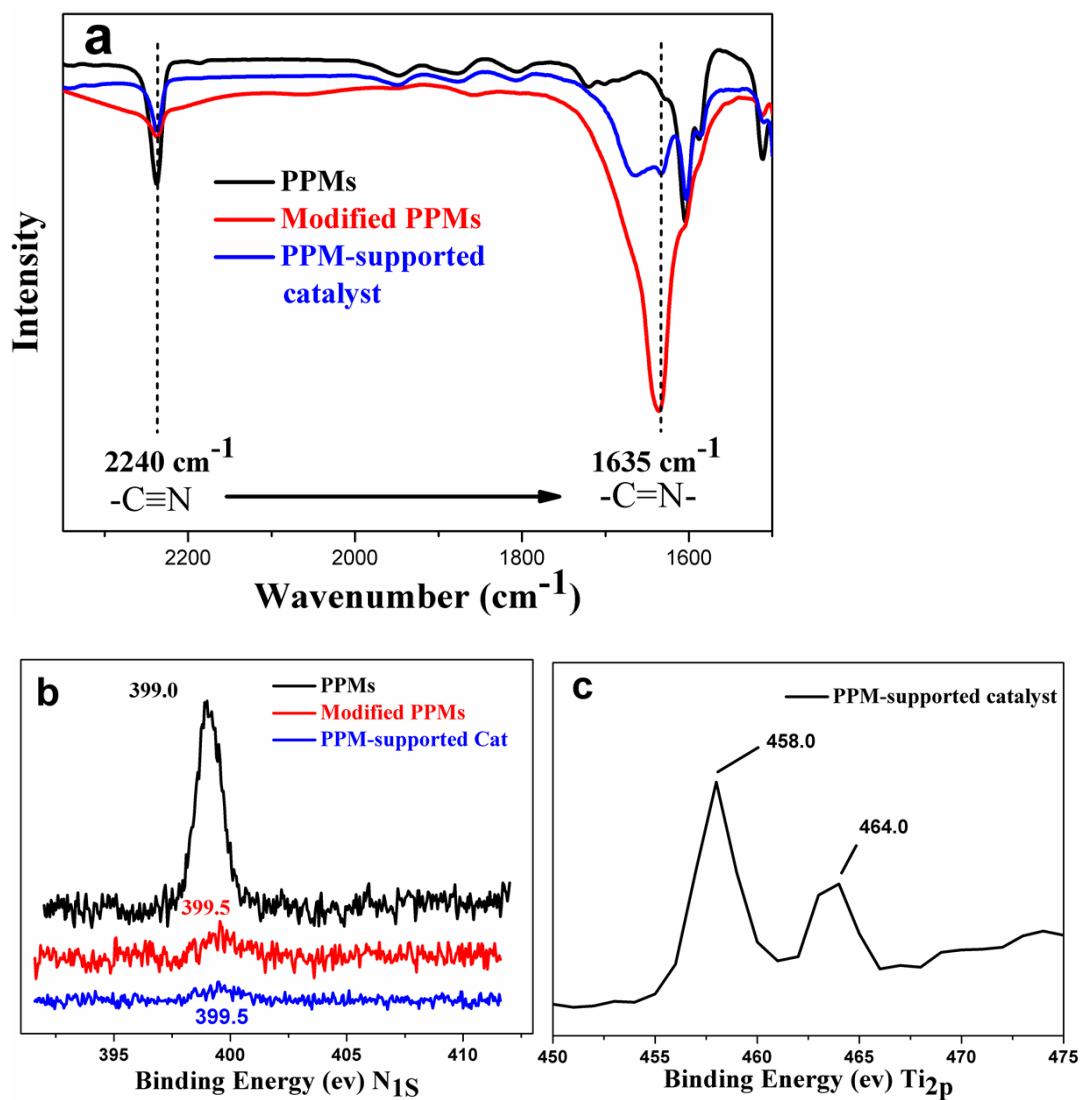 a
PPMs
Modified PPMs
PPM-supported
catalyst
Intensity
2240 cm-1
1635 cm-1
-C≡N
-C=N-
2200
2000
1800
1600
Wavenumber (cm-1)
b
399.0
PPMs
Modified PPMs
PPM-supported Cat
399.5
399.5
395
400
405
410
Binding Energy (ev) N1S
c
PPM-supported catalyst
458.0
464.0
450
455
460
465
470
475
Binding Energy (ev) Ti2p